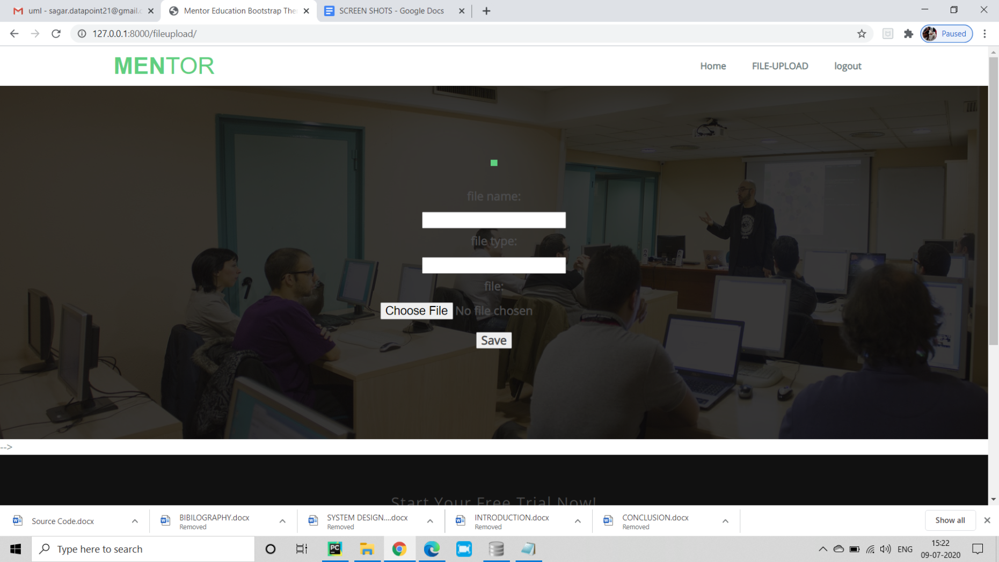 uml - sagar.datapoint21@gmail.c
Mentor Education Bootstrap The
SCREEN SHOTS - Google Docs
127.0.0.1:8000/fileupload/
Paused
MENTOR
Home
FILE-UPLOAD
logout
file name:
file type:
file:
Choose File No file chosen
Save
-->
Start Your Free Trial Now!
Source Code.docx
BIBILOGRAPHY.docx
Removed
SYSTEM DESIGN....docx
Removed
INTRODUCTION.docx
Removed
CONCLUSION.docx
Removed
Show all
Type here to search
PC
ENG
15:22
09-07-2020